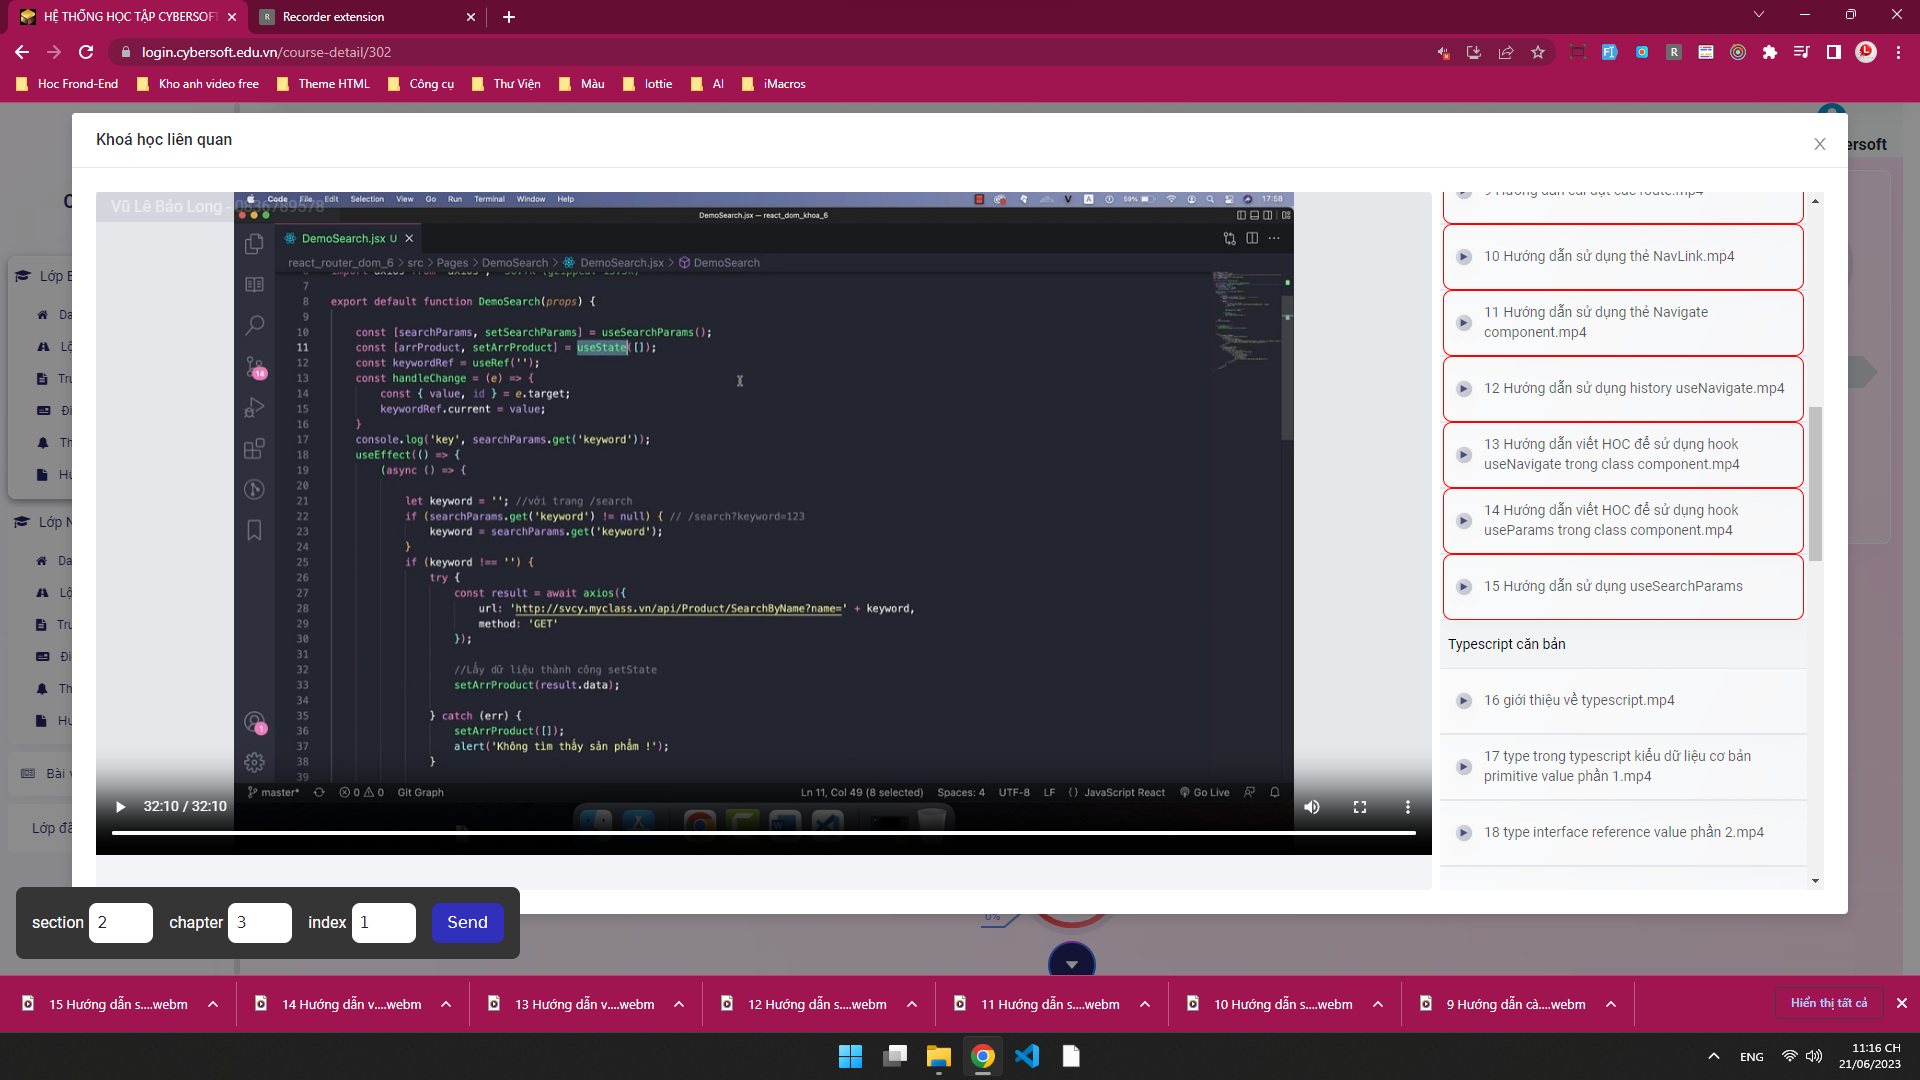 HỆ THỐNG HỌC TẬP CYBERSOFT
Recorder extension
login.cybersoft.edu.vn/course-detail/302
Hoc Frond-End
Kho anh video free
Theme HTML
Công cụ
Thư Viện
Màu
lottie
AI
iMacros
Khoá học liên quan
ersoft
Vũ Lê Bảo Long - 0836789578
Code File Edit Selection View Go Run Terminal Window Help
59%
17:58
DemoSearch.jsx — react_dom_khoa_6
DemoSearch.jsx U
react_router_dom_6 > src > Pages > DemoSearch > DemoSearch.jsx > DemoSearch
7
8 export default function DemoSearch(props) {
9
10 const [searchParams, setSearchParams] = useSearchParams();
11 const [arrProduct, setArrProduct] = useState([]);
12 const keywordRef = useRef('');
13 const handleChange = (e) => {
14 const { value, id } = e.target;
15 keywordRef.current = value;
16 }
17 console.log('key', searchParams.get('keyword'));
18 useEffect(() => {
19 (async () => {
20
21 let keyword = ''; //với trang /search
22 if (searchParams.get('keyword') != null) { // /search?keyword=123
23 keyword = searchParams.get('keyword');
24 }
25 if (keyword !== '') {
26 try {
27 const result = await axios({
28 url: 'http://svcy.myclass.vn/api/Product/SearchByName?name=' + keyword,
29 method: 'GET'
30 });
31
32 //Lấy dữ liệu thành công setState
33 setArrProduct(result.data);
34
35 } catch (err) {
36 setArrProduct([]);
37 alert('Không tìm thấy sản phẩm !');
38 }
39
14
1
master* 0 0 Git Graph
Ln 11, Col 49 (8 selected) Spaces: 4 UTF-8 LF {} JavaScript React Go Live
32:10 / 32:10
10 Hướng dẫn sử dụng thẻ NavLink.mp4
11 Hướng dẫn sử dụng thẻ Navigate
component.mp4
12 Hướng dẫn sử dụng history useNavigate.mp4
13 Hướng dẫn viết HOC để sử dụng hook
useNavigate trong class component.mp4
14 Hướng dẫn viết HOC để sử dụng hook
useParams trong class component.mp4
15 Hướng dẫn sử dụng useSearchParams
Typescript căn bản
16 giới thiệu về typescript.mp4
17 type trong typescript kiểu dữ liệu cơ bản
primitive value phần 1.mp4
18 type interface reference value phần 2.mp4
0%
section 2 chapter 3 index 1 Send
15 Hướng dẫn s....webm
14 Hướng dẫn v....webm
13 Hướng dẫn v....webm
12 Hướng dẫn s....webm
11 Hướng dẫn s....webm
10 Hướng dẫn s....webm
9 Hướng dẫn cà....webm
Hiển thị tất cả
ENG
11:16 CH
21/06/2023